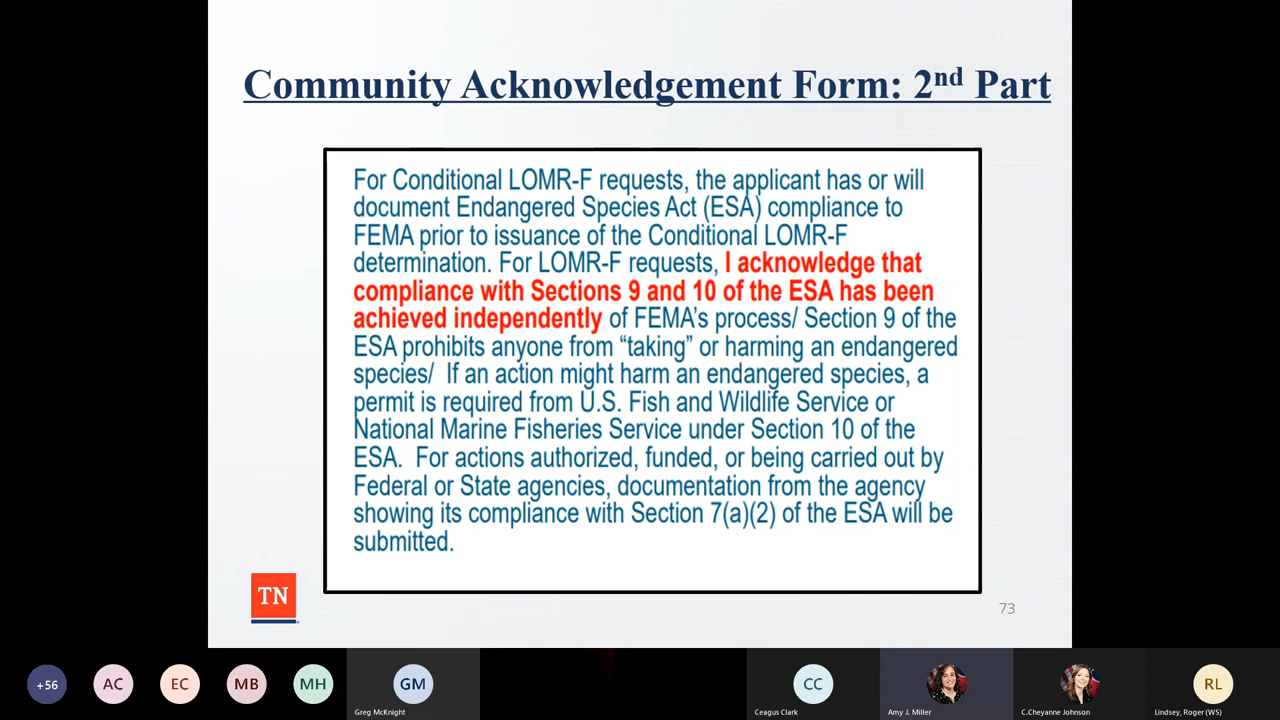 Community Acknowledgement Form: 2nd Part
For Conditional LOMR-F requests, the applicant has or will
document Endangered Species Act (ESA) compliance to
FEMA prior to issuance of the Conditional LOMR-F
determination. For LOMR-F requests, I acknowledge that
compliance with Sections 9 and 10 of the ESA has been
achieved independently of FEMA's process/ Section 9 of the
ESA prohibits anyone from “taking” or harming an endangered
species/ If an action might harm an endangered species, a
permit is required from U.S. Fish and Wildlife Service or
National Marine Fisheries Service under Section 10 of the
ESA. For actions authorized, funded, or being carried out by
Federal or State agencies, documentation from the agency
showing its compliance with Section 7(a)(2) of the ESA will be
submitted.
TN
73
+56 AC EC MB MH GM CC RL
Greg McKnight Ceagus Clark Amy J. Miller C.Cheyanne Johnson Lindsey, Roger (WS)